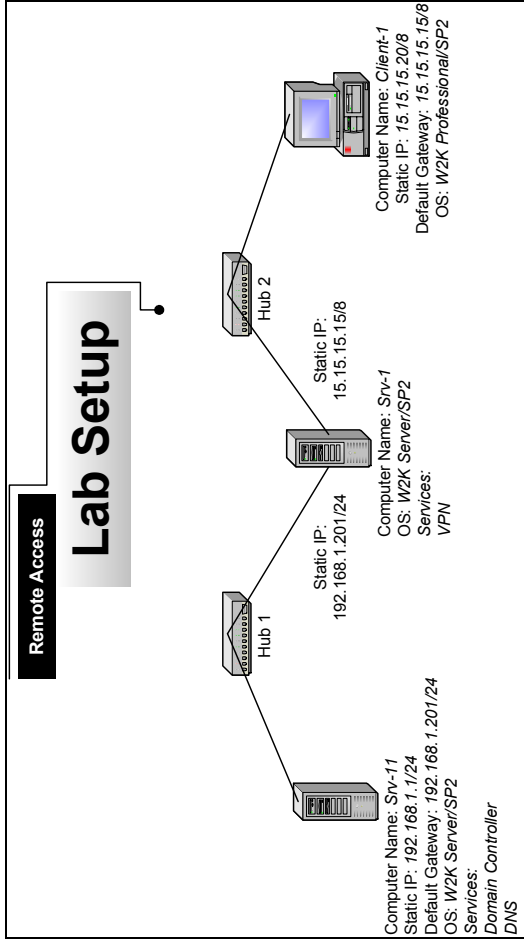 Remote Access
Lab Setup
Hub 1
Hub 2
Static IP:
192.168.1.201/24
Static IP:
15.15.15.15/8
Computer Name: Srv-11
Static IP: 192.168.1.1/24
Default Gateway: 192.168.1.201/24
OS: W2K Server/SP2
Services:
Domain Controller
DNS
Computer Name: Srv-1
OS: W2K Server/SP2
Services:
VPN
Computer Name: Client-1
Static IP: 15.15.15.20/8
Default Gateway: 15.15.15.15/8
OS: W2K Professional/SP2